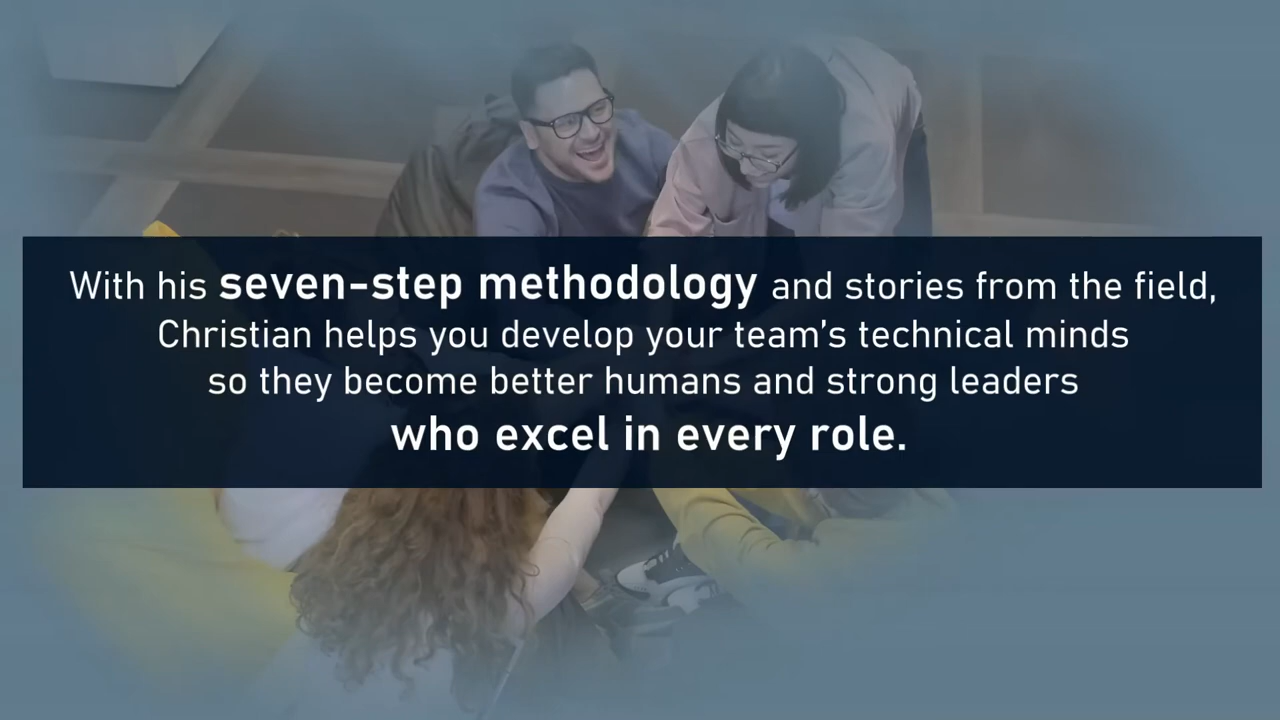 With his seven-step methodology and stories from the field,
Christian helps you develop your team's technical minds
so they become better humans and strong leaders
who excel in every role.